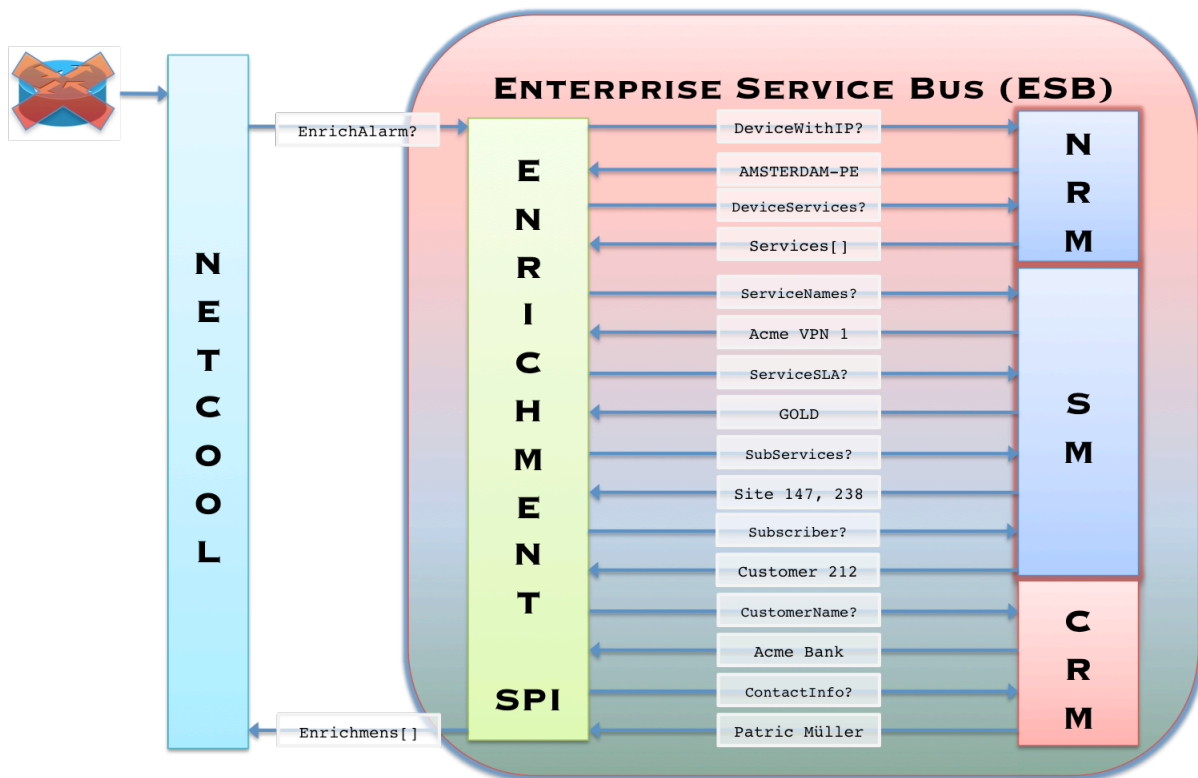 ENTERPRISE SERVICE BUS (ESB)
NETCOOL
EnrichAlarm?
ENRICHMENT
SPI
DeviceWithIP?
AMSTERDAM-PE
DeviceServices?
Services[]
NRM
ServiceNames?
Acme VPN 1
ServiceSLA?
GOLD
SubServices?
Site 147, 238
Subscriber?
Customer 212
SM
CustomerName?
Acme Bank
ContactInfo?
Patric Müller
CRM
Enrichmens[]